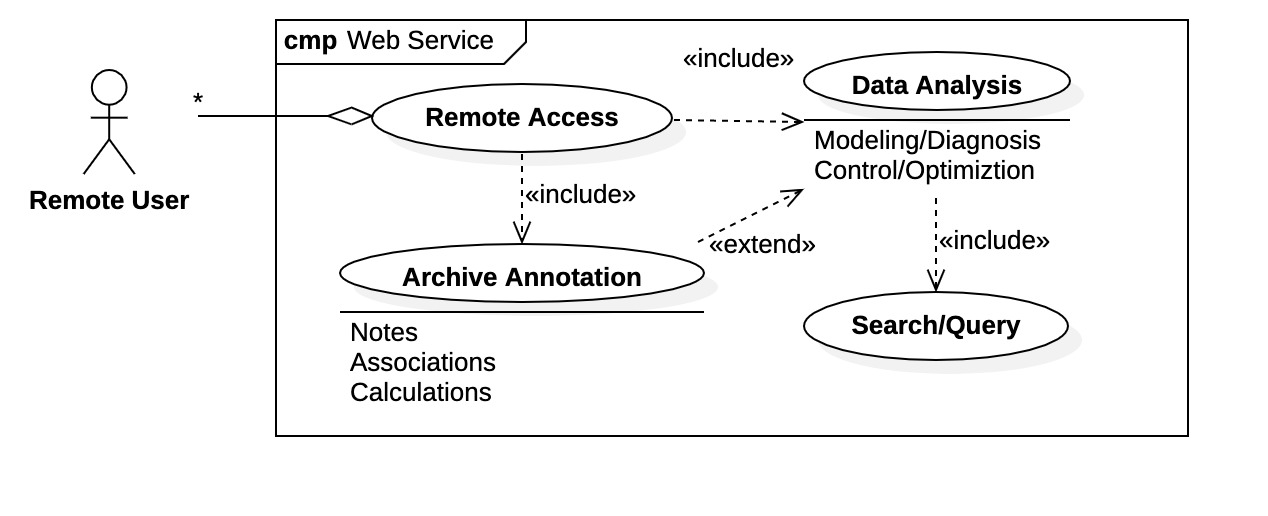 cmp Web Service
«include»
Data Analysis
*
Remote Access
Modeling/Diagnosis
Control/Optimiztion
Remote User
«include»
«extend»
«include»
Archive Annotation
Search/Query
Notes
Associations
Calculations